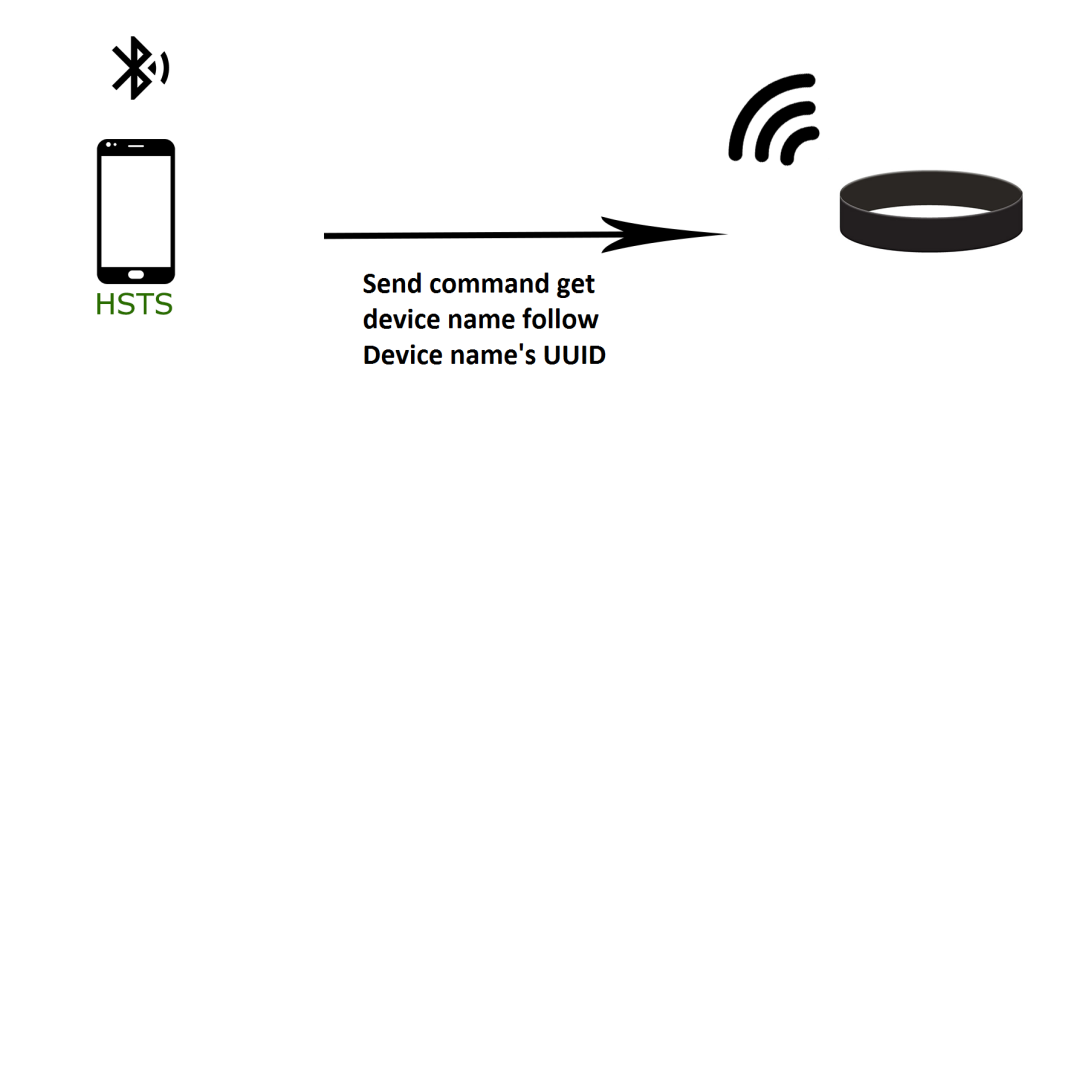 HSTS
Send command get
device name follow
Device name's UUID